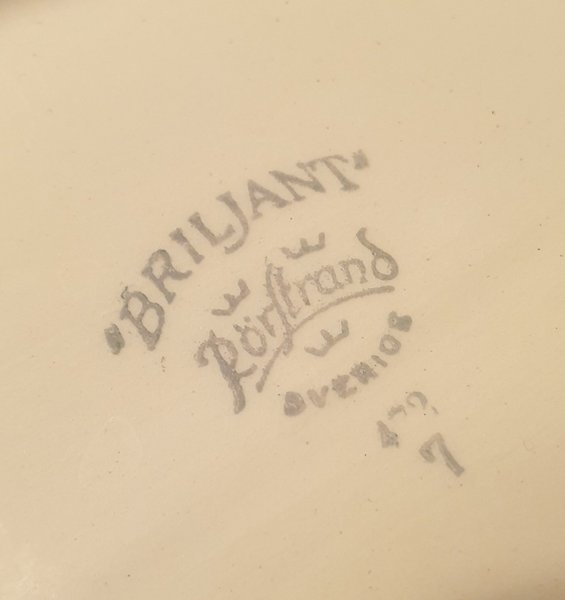 "BRILJANT"
Rörstrand
SVERIGE
7